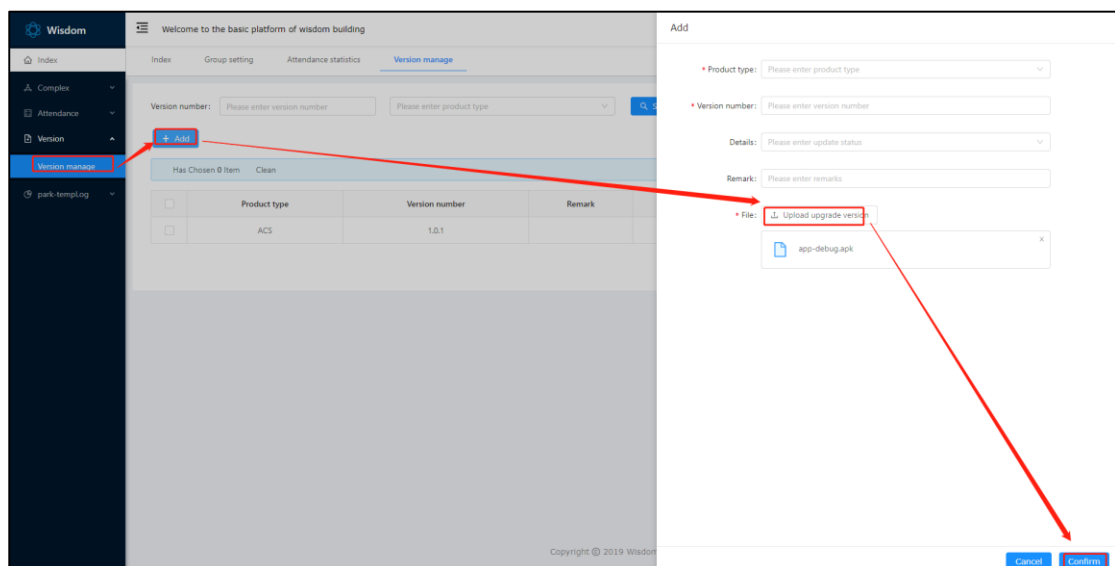 Wisdom
Welcome to the basic platform of wisdom building
Add
Index
Index Group setting Attendance statistics Version manage
* Product type: Please enter product type
Complex
Version number: Please enter version number Please enter product type
* Version number: Please enter version number
Attendance
Version
+ Add
Details: Please enter update status
Version manage
Has Chosen 0 Item Clean
Remark: Please enter remarks
park-tempLog
Product type Version number Remark
* File: Upload upgrade version
ACS 1.0.1
app-debug.apk
Copyright © 2019 Wisdom
Cancel Confirm